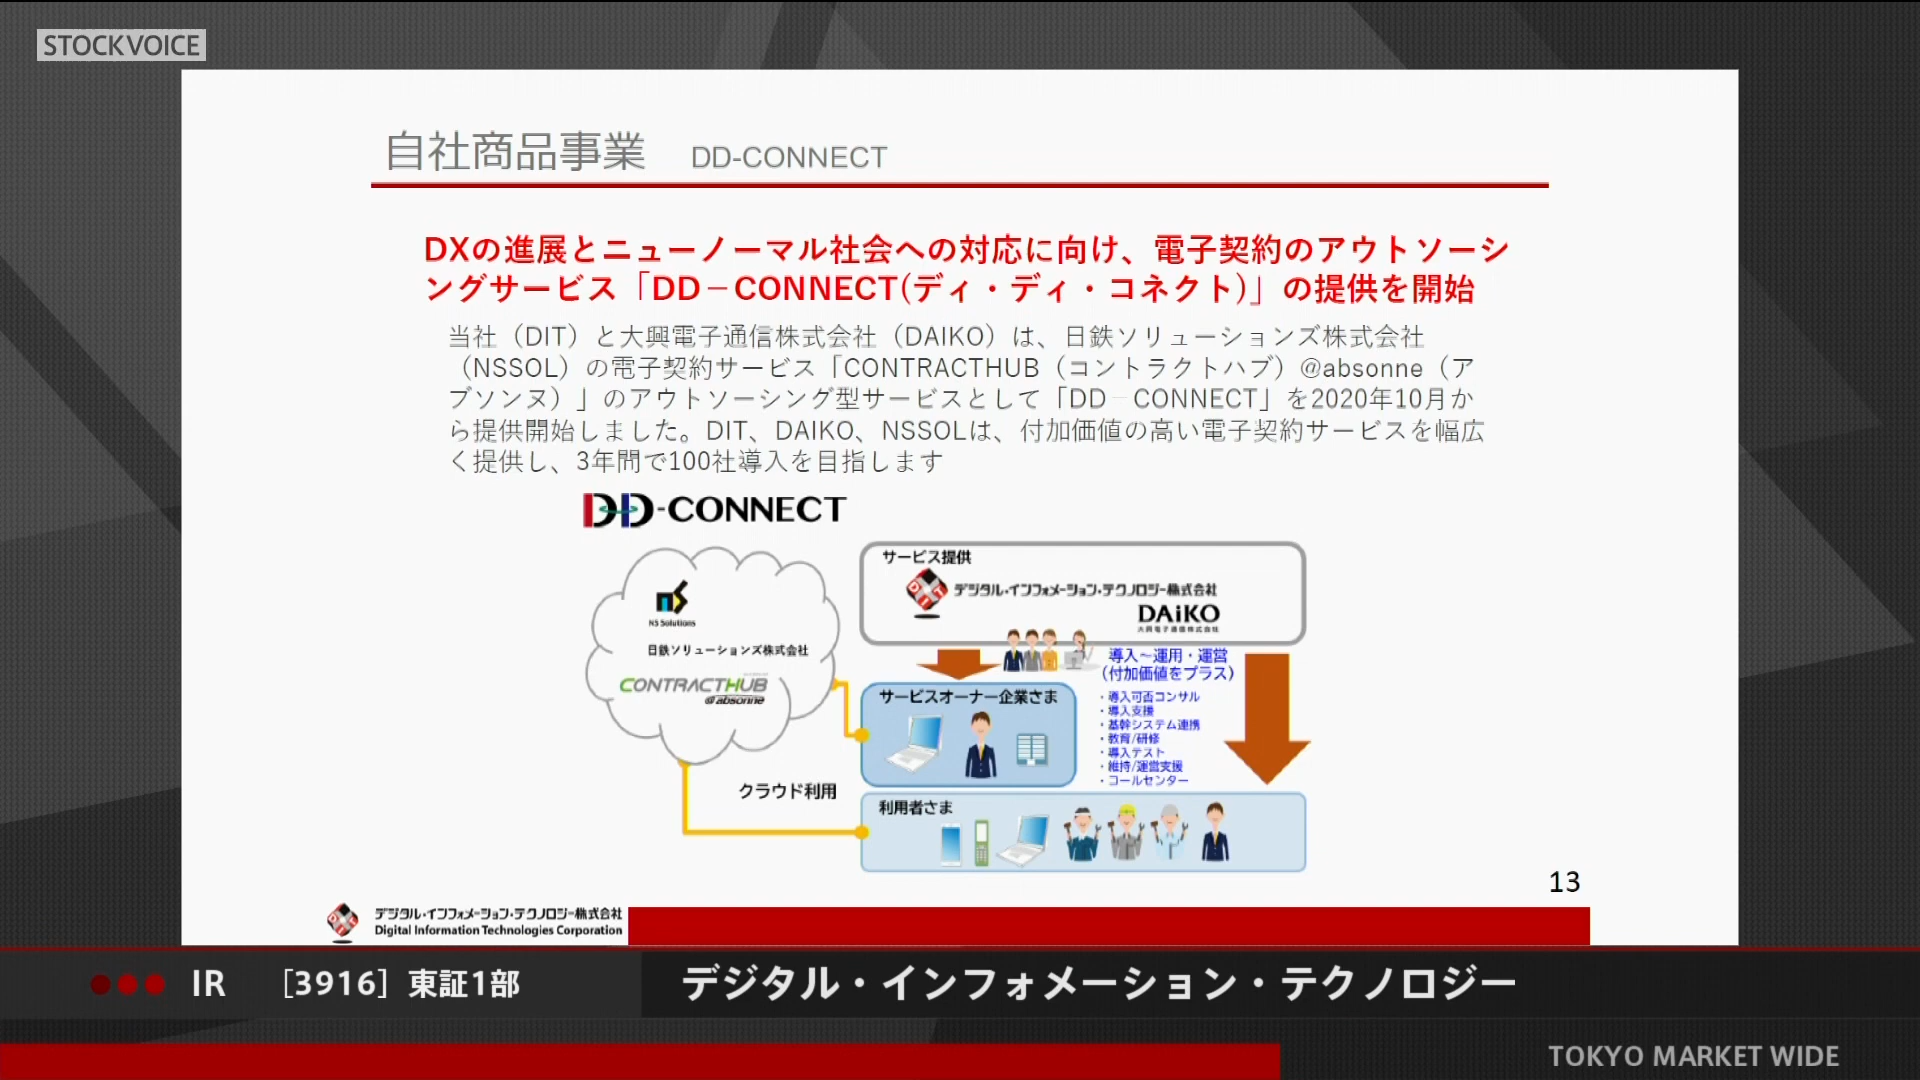 STOCKVOICE
自社商品事業 DD-CONNECT
DXの進展とニューノーマル社会への対応に向け、電子契約のアウトソーシ
ングサービス「DD－CONNECT(ディ・ディ・コネクト)」の提供を開始
当社（DIT）と大興電子通信株式会社（DAIKO）は、日鉄ソリューションズ株式会社
（NSSOL）の電子契約サービス「CONTRACTHUB（コントラクトハブ）@absonne（ア
ブソンヌ）」のアウトソーシング型サービスとして「DD－CONNECT」を2020年10月か
ら提供開始しました。DIT、DAIKO、NSSOLは、付加価値の高い電子契約サービスを幅広
く提供し、3年間で100社導入を目指します
DD-CONNECT
サービス提供
DIT
デジタル・インフォメーション・テクノロジー株式会社
DAiKO
大興電子通信株式会社
NS Solutions
日鉄ソリューションズ株式会社
CONTRACTHUB
@absonne
導入～運用・運営
（付加価値をプラス）
・導入可否コンサル
・導入支援
・基幹システム連携
・教育/研修
・導入テスト
・維持/運営支援
・コールセンター
サービスオーナー企業さま
クラウド利用
利用者さま
13
デジタル・インフォメーション・テクノロジー株式会社
Digital Information Technologies Corporation
IR [3916] 東証1部 デジタル・インフォメーション・テクノロジー
TOKYO MARKET WIDE